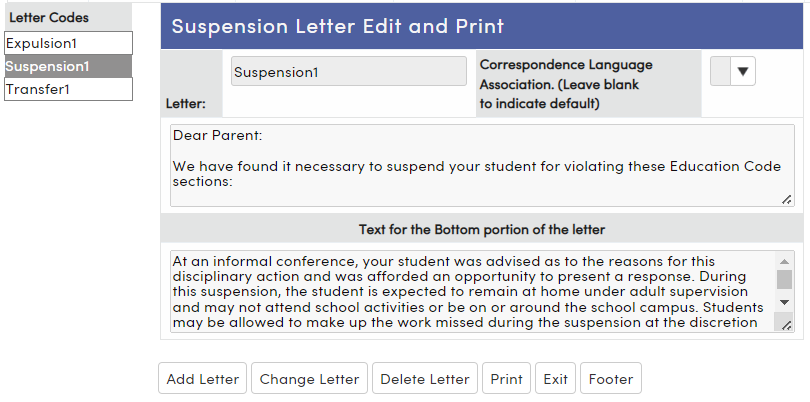 Letter Codes
Expulsion1
Suspension1
Transfer1
Suspension Letter Edit and Print
Letter:
Suspension1
Correspondence Language
Association. (Leave blank
to indicate default)
Dear Parent:
We have found it necessary to suspend your student for violating these Education Code
sections:
Text for the Bottom portion of the letter
At an informal conference, your student was advised as to the reasons for this
disciplinary action and was afforded an opportunity to present a response. During
this suspension, the student is expected to remain at home under adult supervision
and may not attend school activities or be on or around the school campus. Students
may be allowed to make up the work missed during the suspension at the discretion
Add Letter
Change Letter
Delete Letter
Print
Exit
Footer